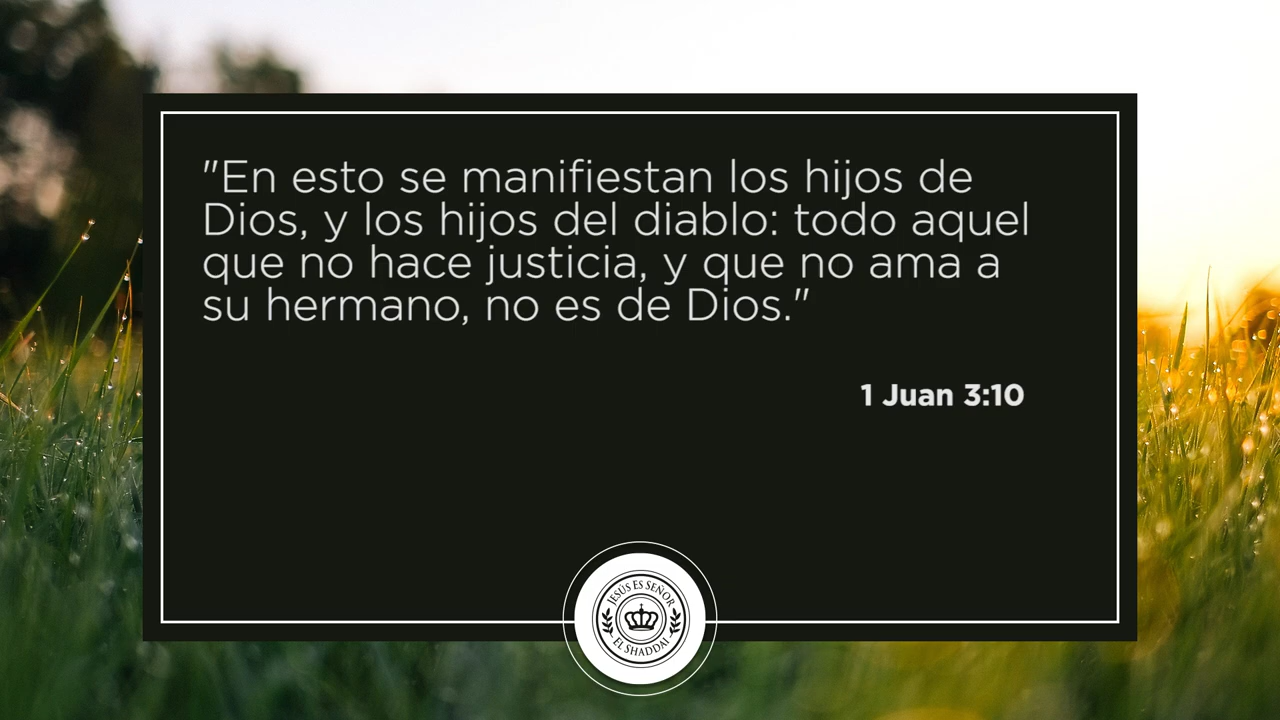 "En esto se manifiestan los hijos de
Dios, y los hijos del diablo: todo aquel
que no hace justicia, y que no ama a
su hermano, no es de Dios."
1 Juan 3:10
JESÚS ES SEÑOR
EL SHADDAI